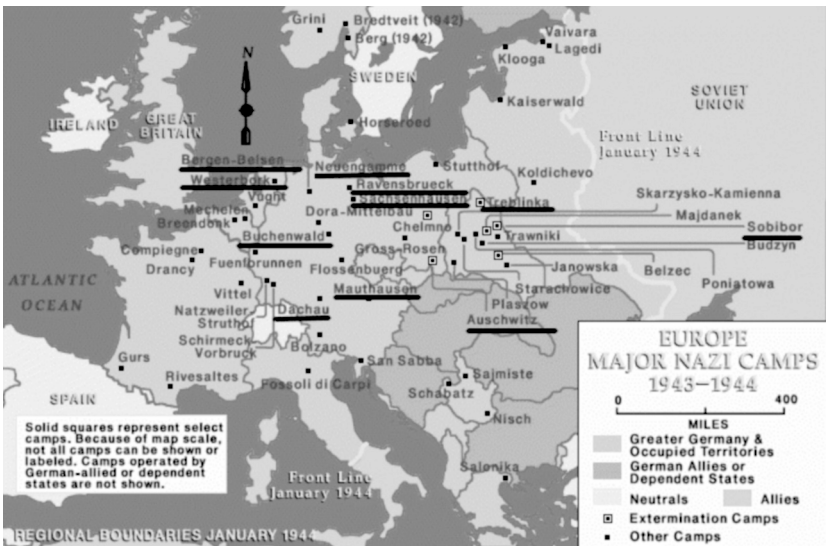 Grini
Bredtveit (1942)
Berg (1942)
Vaivara
Lagedi
Klooga
N
SWEDEN
SOVIET
UNION
Kaiserwald
IRELAND
GREAT
BRITAIN
Horseroed
Front Line
January 1944
Bergen-Belsen
Neuengamme
Stutthof
Koldichevo
Westerbork
Ravensbrueck
Sachsenhausen
Treblinka
Skarzysko-Kamienna
Vught
Mechelen
Breendonk
Dora-Mittelbau
Chelmno
Majdanek
Sobibor
Trawniki
Budzyn
Buchenwald
Gross-Rosen
Compiegne
Drancy
Fuenfbrunnen
Flossenbuerg
Janowska
Belzec
Poniatowa
ATLANTIC
OCEAN
Vittel
Mauthausen
Starachowice
Plaszow
Auschwitz
Natzweiler-
Struthof
Dachau
Schirmeck
Vorbruck
Bolzano
Gurs
Rivesaltes
San Sabba
Fossoli di Carpi
Sajmiste
Schabatz
SPAIN
Nisch
Salonika
Front Line
January 1944
Solid squares represent select
camps. Because of map scale,
not all camps can be shown or
labeled. Camps operated by
German-allied or dependent
states are not shown.
REGIONAL BOUNDARIES JANUARY 1944
EUROPE
MAJOR NAZI CAMPS
1943–1944
0 400
MILES
Greater Germany &
Occupied Territories
German Allies or
Dependent States
Neutrals Allies
Extermination Camps
Other Camps